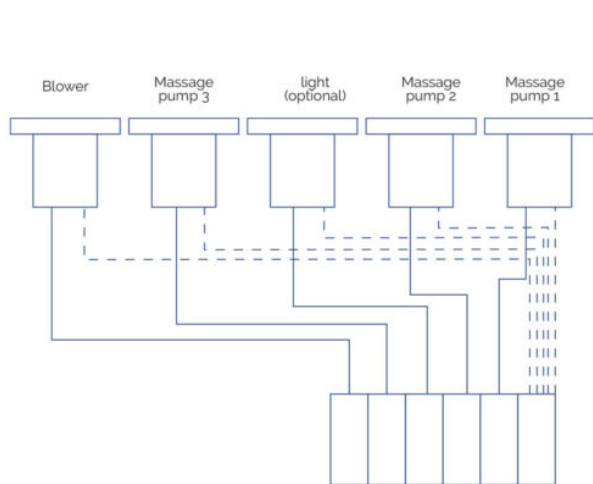 Blower
Massage
pump 3
light
(optional)
Massage
pump 2
Massage
pump 1